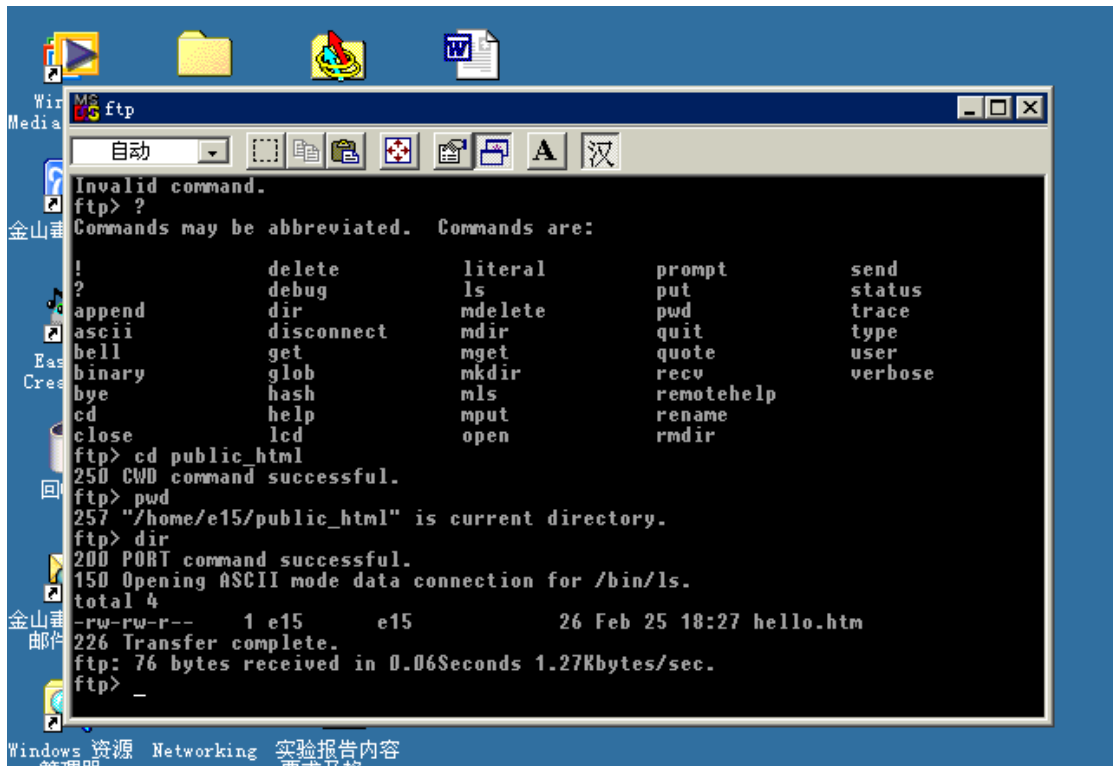 Media
ftp
自动
A
汉
Invalid command.
ftp> ?
Commands may be abbreviated. Commands are:
! delete literal prompt send
? debug ls put status
append dir mdelete pwd trace
ascii disconnect mdir quit type
bell get mget quote user
binary glob mkdir recv verbose
bye hash mls remotehelp
cd help mput rename
close lcd open rmdir
ftp> cd public_html
250 CWD command successful.
ftp> pwd
257 "/home/e15/public_html" is current directory.
ftp> dir
200 PORT command successful.
150 Opening ASCII mode data connection for /bin/ls.
total 4
-rw-rw-r-- 1 e15 e15 26 Feb 25 18:27 hello.htm
226 Transfer complete.
ftp: 76 bytes received in 0.06Seconds 1.27Kbytes/sec.
ftp> _
金山
Eas
Crea
回
金山
邮件
Windows 资源 Networking 实验报告内容